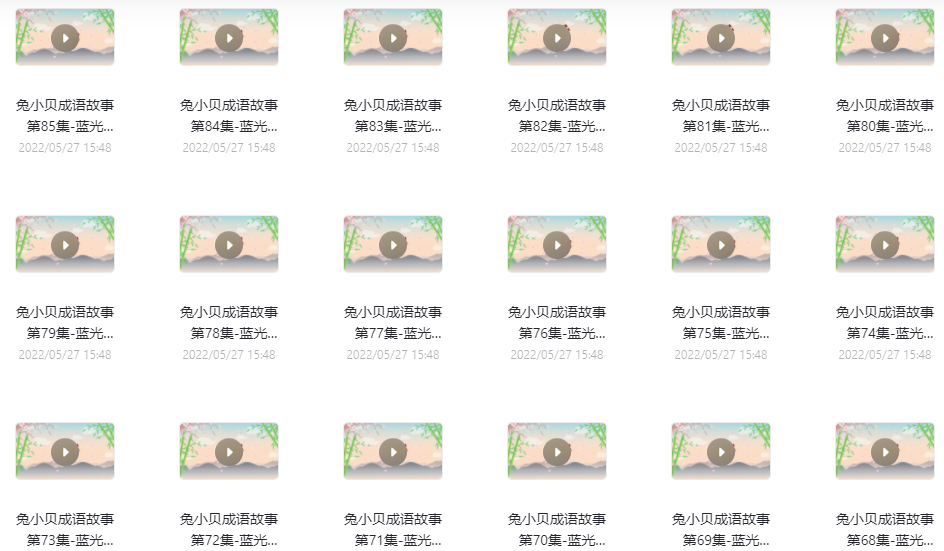 兔小贝成语故事
第85集-蓝光...
2022/05/27 15:48
兔小贝成语故事
第84集-蓝光...
2022/05/27 15:48
兔小贝成语故事
第83集-蓝光...
2022/05/27 15:48
兔小贝成语故事
第82集-蓝光...
2022/05/27 15:48
兔小贝成语故事
第81集-蓝光...
2022/05/27 15:48
兔小贝成语故事
第80集-蓝光...
2022/05/27 15:48
兔小贝成语故事
第79集-蓝光...
2022/05/27 15:48
兔小贝成语故事
第78集-蓝光...
2022/05/27 15:48
兔小贝成语故事
第77集-蓝光...
2022/05/27 15:48
兔小贝成语故事
第76集-蓝光...
2022/05/27 15:48
兔小贝成语故事
第75集-蓝光...
2022/05/27 15:48
兔小贝成语故事
第74集-蓝光...
2022/05/27 15:48
兔小贝成语故事
第73集-蓝光...
兔小贝成语故事
第72集-蓝光...
兔小贝成语故事
第71集-蓝光...
兔小贝成语故事
第70集-蓝光...
兔小贝成语故事
第69集-蓝光...
兔小贝成语故事
第68集-蓝光...